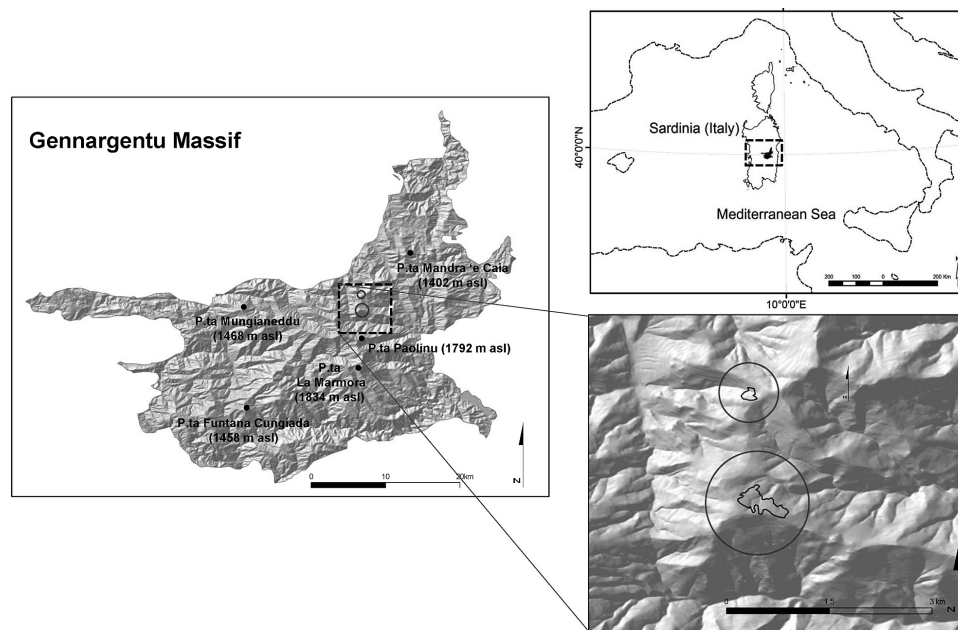 Gennargentu Massif
P.ta Mandra 'e Caia
(1402 m asl)
P.ta Mungianeddu
(1468 m asl)
P.ta Paolinu (1792 m asl)
P.ta
La Marmora
(1834 m asl)
P.ta Funtana Cungiada
(1458 m asl)
0 10 20km
N
Sardinia (Italy)
40°0'0"N
Mediterranean Sea
200 100 0 200 Km
10°0'0"E
N
0 1.5 3 km
N